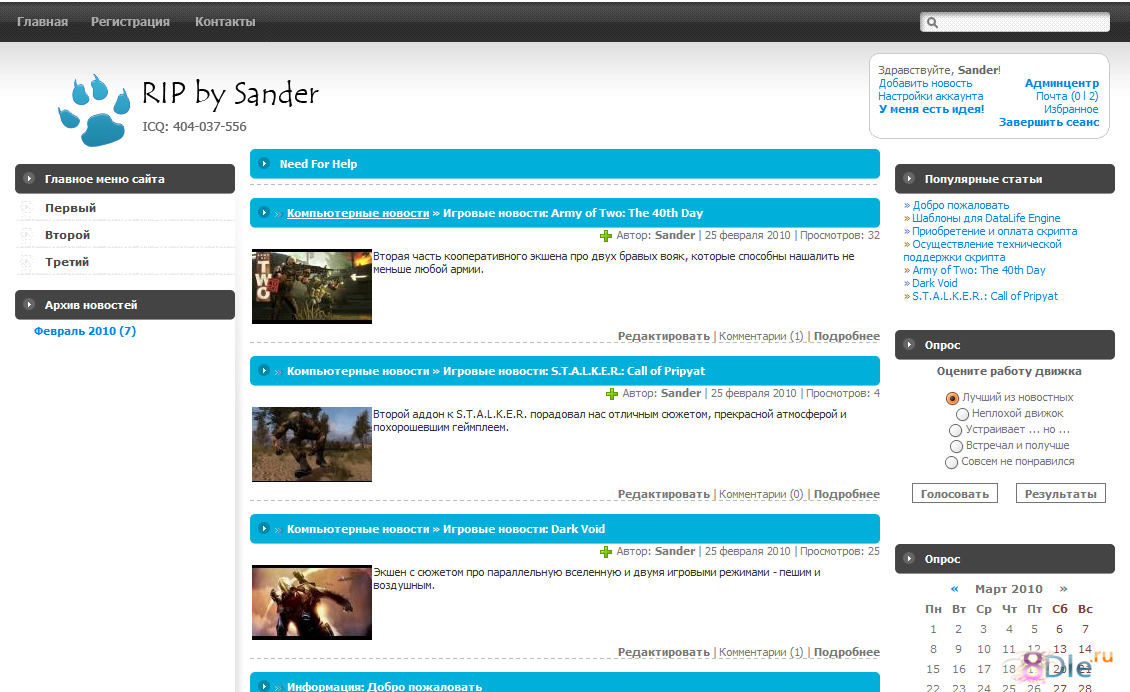 Главная Регистрация Контакты
RIP by Sander
ICQ: 404-037-556
Здравствуйте, Sander!
Добавить новость Админцентр
Настройки аккаунта Почта (0 | 2)
У меня есть идея! Избранное
Завершить сеанс
Главное меню сайта
Первый
Второй
Третий
Архив новостей
Февраль 2010 (7)
Need For Help
» Компьютерные новости » Игровые новости: Army of Two: The 40th Day
Автор: Sander | 25 февраля 2010 | Просмотров: 32
TWO
Вторая часть кооперативного экшена про двух бравых вояк, которые способны нашалить не
меньше любой армии.
Редактировать | Комментарии (1) | Подробнее
» Компьютерные новости » Игровые новости: S.T.A.L.K.E.R.: Call of Pripyat
Автор: Sander | 25 февраля 2010 | Просмотров: 4
Второй аддон к S.T.A.L.K.E.R. порадовал нас отличным сюжетом, прекрасной атмосферой и
похорошевшим геймплеем.
Редактировать | Комментарии (0) | Подробнее
» Компьютерные новости » Игровые новости: Dark Void
Автор: Sander | 25 февраля 2010 | Просмотров: 25
Экшен с сюжетом про параллельную вселенную и двумя игровыми режимами - пешим и
воздушным.
Редактировать | Комментарии (1) | Подробнее
» Информация: Добро пожаловать
Популярные статьи
» Добро пожаловать
» Шаблоны для DataLife Engine
» Приобретение и оплата скрипта
» Осуществление технической
поддержки скрипта
» Army of Two: The 40th Day
» Dark Void
» S.T.A.L.K.E.R.: Call of Pripyat
Опрос
Оцените работу движка
Лучший из новостных
Неплохой движок
Устраивает ... но ...
Встречал и получше
Совсем не понравился
Голосовать Результаты
Опрос
« Март 2010 »
Пн Вт Ср Чт Пт Сб Вс
1 2 3 4 5 6 7
8 9 10 11 12 13 14
15 16 17 18 19 20 21
22 23 24 25 26 27 28
8Dle.ru